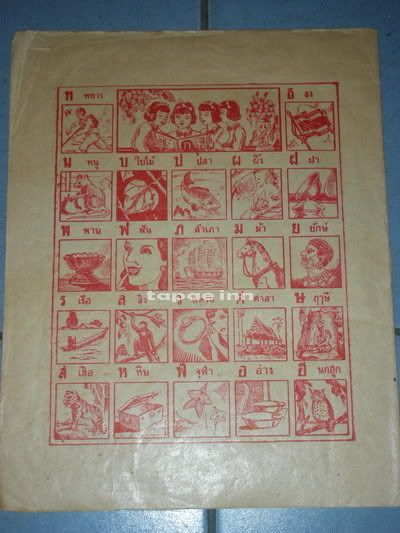 ท ทหาร ธ ธง
น หนู บ ใบไม้ ป ปลา ผ ผึ้ง ฝ ฝา
พ พาน ฟ ฟัน ภ สำเภา ม ม้า ย ยักษ์
ร เรือ ล ลิง ษ ฤๅษี
tapae inn
ส เสือ ห หีบ ฬ จุฬา อ อ่าง ฮ นกฮูก